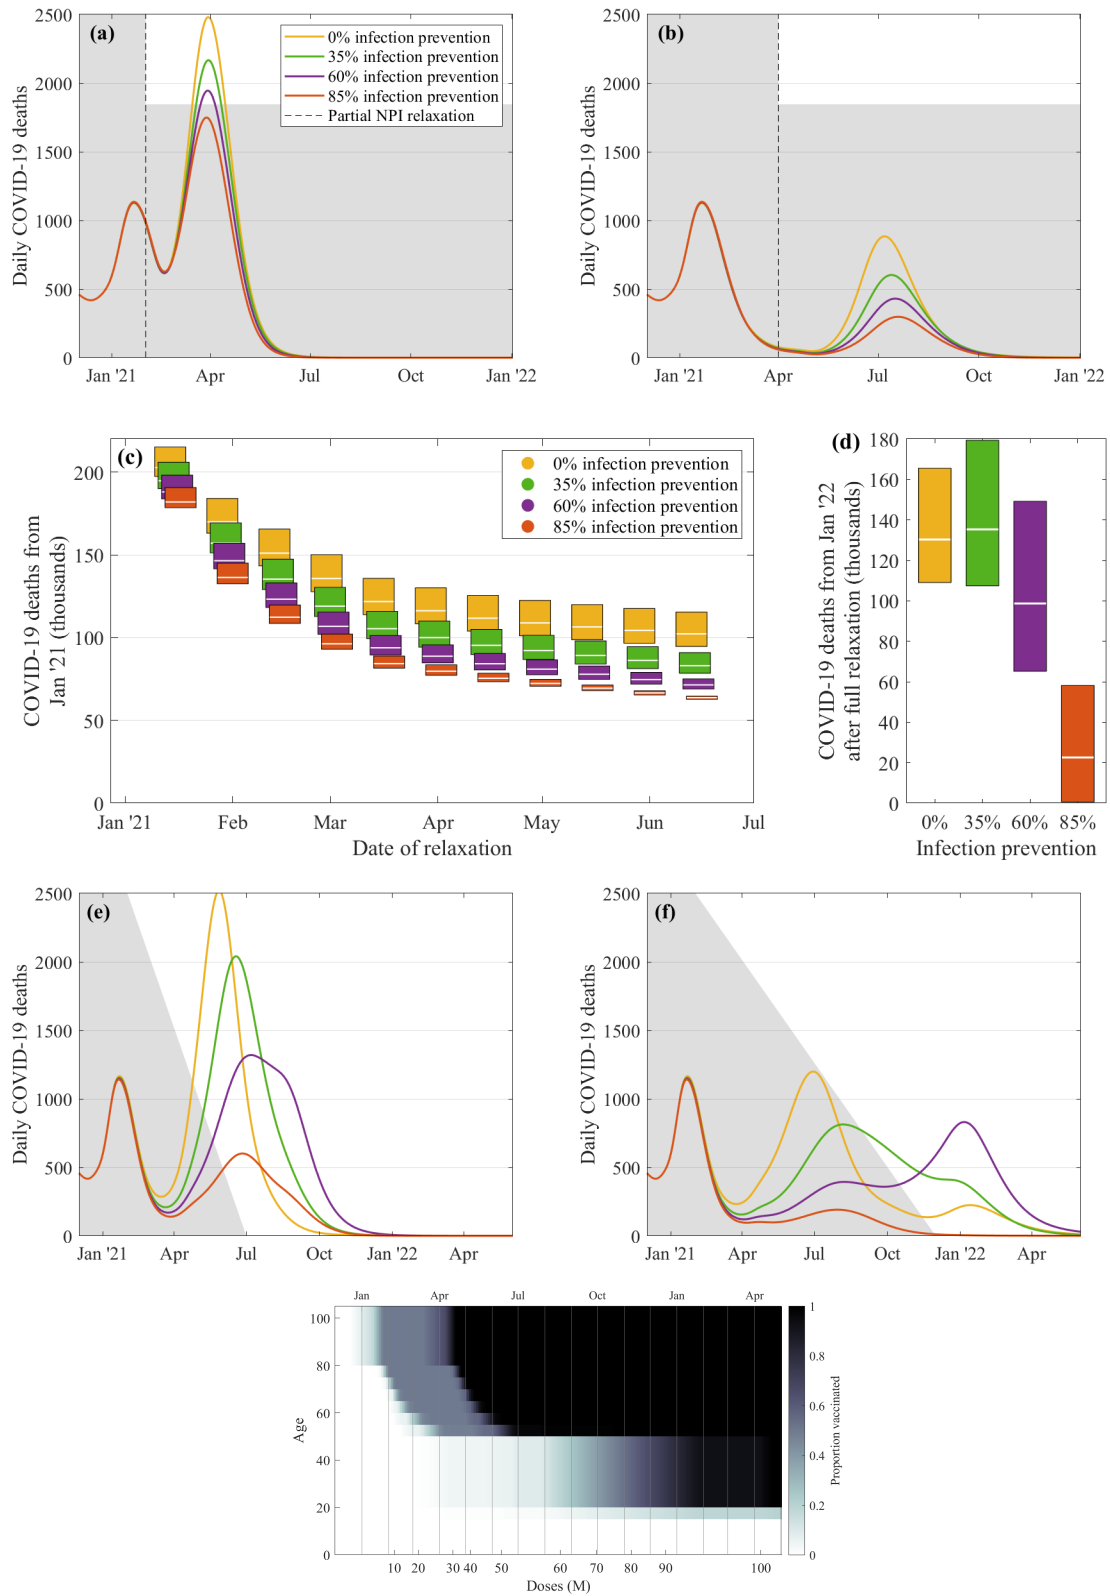 (a)
2500
2000
1500
1000
500
0
Daily COVID-19 deaths
0% infection prevention
35% infection prevention
60% infection prevention
85% infection prevention
Partial NPI relaxation
Jan '21
Apr
Jul
Oct
Jan '22
(b)
2500
2000
1500
1000
500
0
Daily COVID-19 deaths
Jan '21
Apr
Jul
Oct
Jan '22
(c)
200
150
100
50
0
COVID-19 deaths from
Jan '21 (thousands)
0% infection prevention
35% infection prevention
60% infection prevention
85% infection prevention
Jan '21
Feb
Mar
Apr
May
Jun
Jul
Date of relaxation
(d)
180
160
140
120
100
80
60
40
20
0
COVID-19 deaths from Jan '22
after full relaxation (thousands)
0%
35%
60%
85%
Infection prevention
(e)
2500
2000
1500
1000
500
0
Daily COVID-19 deaths
Jan '21
Apr
Jul
Oct
Jan '22
Apr
(f)
2500
2000
1500
1000
500
0
Daily COVID-19 deaths
Jan '21
Apr
Jul
Oct
Jan '22
Apr
Jan
Apr
Jul
Oct
Jan
Apr
100
80
60
40
20
0
Age
10
20
30
40
50
60
70
80
90
100
Doses (M)
1
0.8
0.6
0.4
0.2
0
Proportion vaccinated